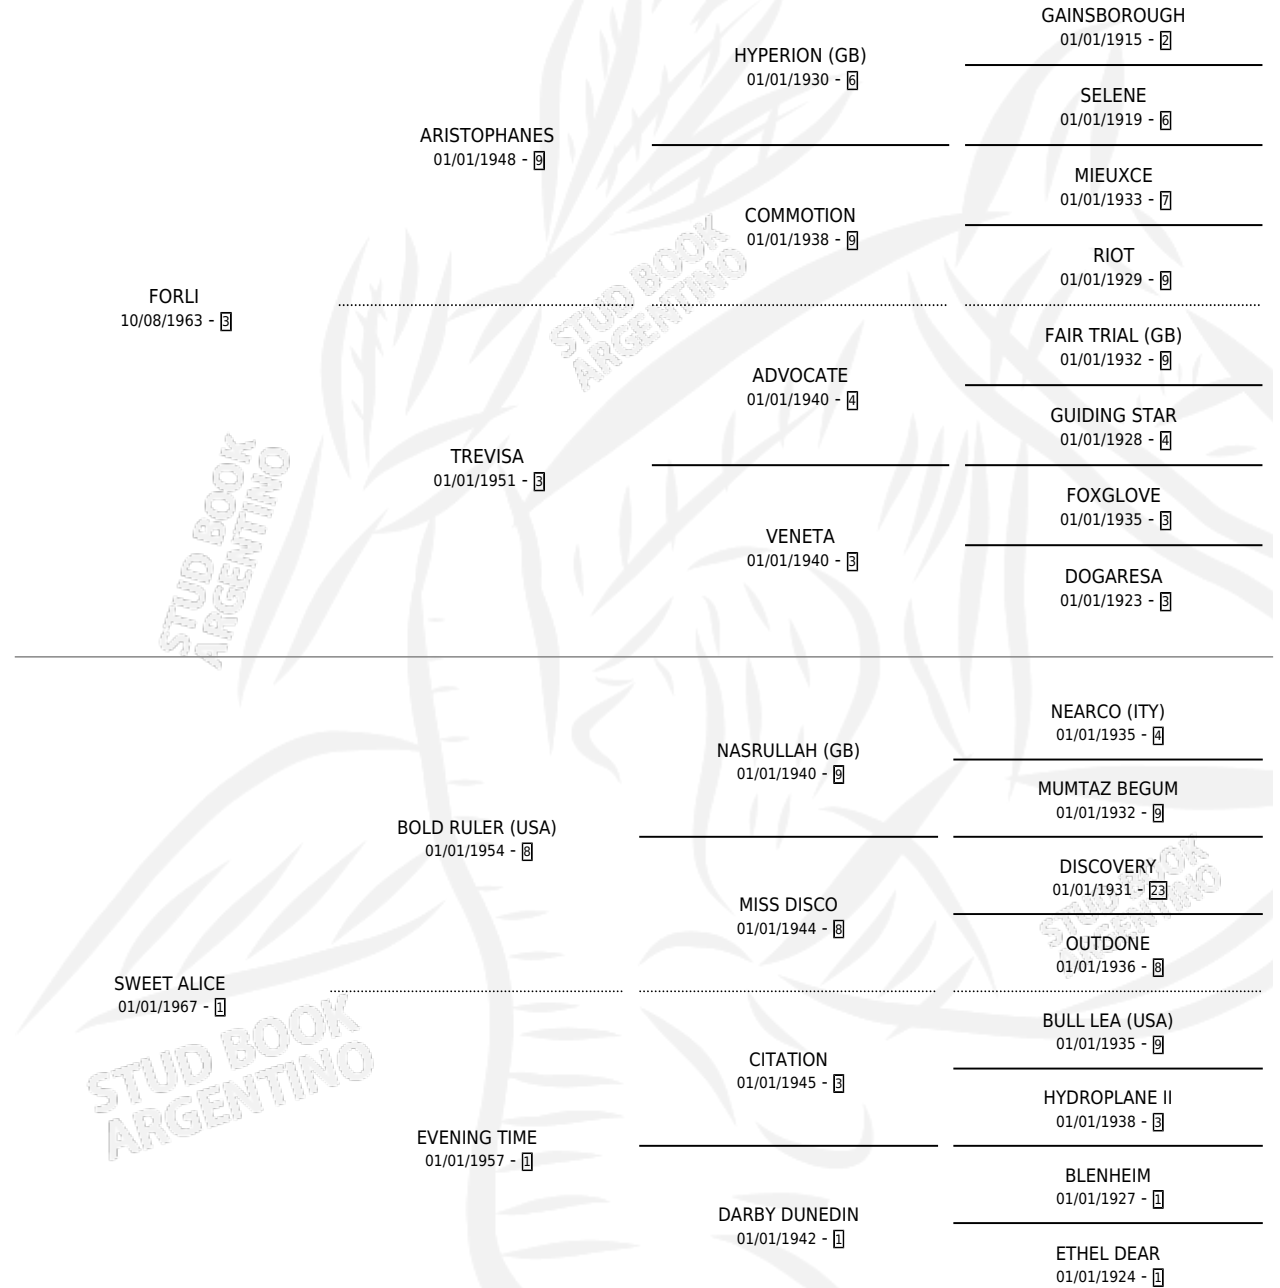 GAINSBOROUGH
01/01/1915 - 2
HYPERION (GB)
01/01/1930 - 6
SELENE
01/01/1919 - 6
ARISTOPHANES
01/01/1948 - 9
MIEUXCE
01/01/1933 - 7
COMMOTION
01/01/1938 - 9
RIOT
01/01/1929 - 9
FORLI
10/08/1963 - 3
FAIR TRIAL (GB)
01/01/1932 - 9
ADVOCATE
01/01/1940 - 4
GUIDING STAR
01/01/1928 - 4
TREVISA
01/01/1951 - 3
FOXGLOVE
01/01/1935 - 3
VENETA
01/01/1940 - 3
DOGARESA
01/01/1923 - 3
STUD BOOK
ARGENTINO
STUD BOOK
ARGENTINO
NEARCO (ITY)
01/01/1935 - 4
NASRULLAH (GB)
01/01/1940 - 9
MUMTAZ BEGUM
01/01/1932 - 9
BOLD RULER (USA)
01/01/1954 - 8
DISCOVERY
01/01/1931 - 23
MISS DISCO
01/01/1944 - 8
OUTDONE
01/01/1936 - 8
SWEET ALICE
01/01/1967 - 1
BULL LEA (USA)
01/01/1935 - 9
CITATION
01/01/1945 - 3
HYDROPLANE II
01/01/1938 - 3
EVENING TIME
01/01/1957 - 1
BLENHEIM
01/01/1927 - 1
DARBY DUNEDIN
01/01/1942 - 1
ETHEL DEAR
01/01/1924 - 1
STUD BOOK
ARGENTINO
STUD BOOK
ARGENTINO